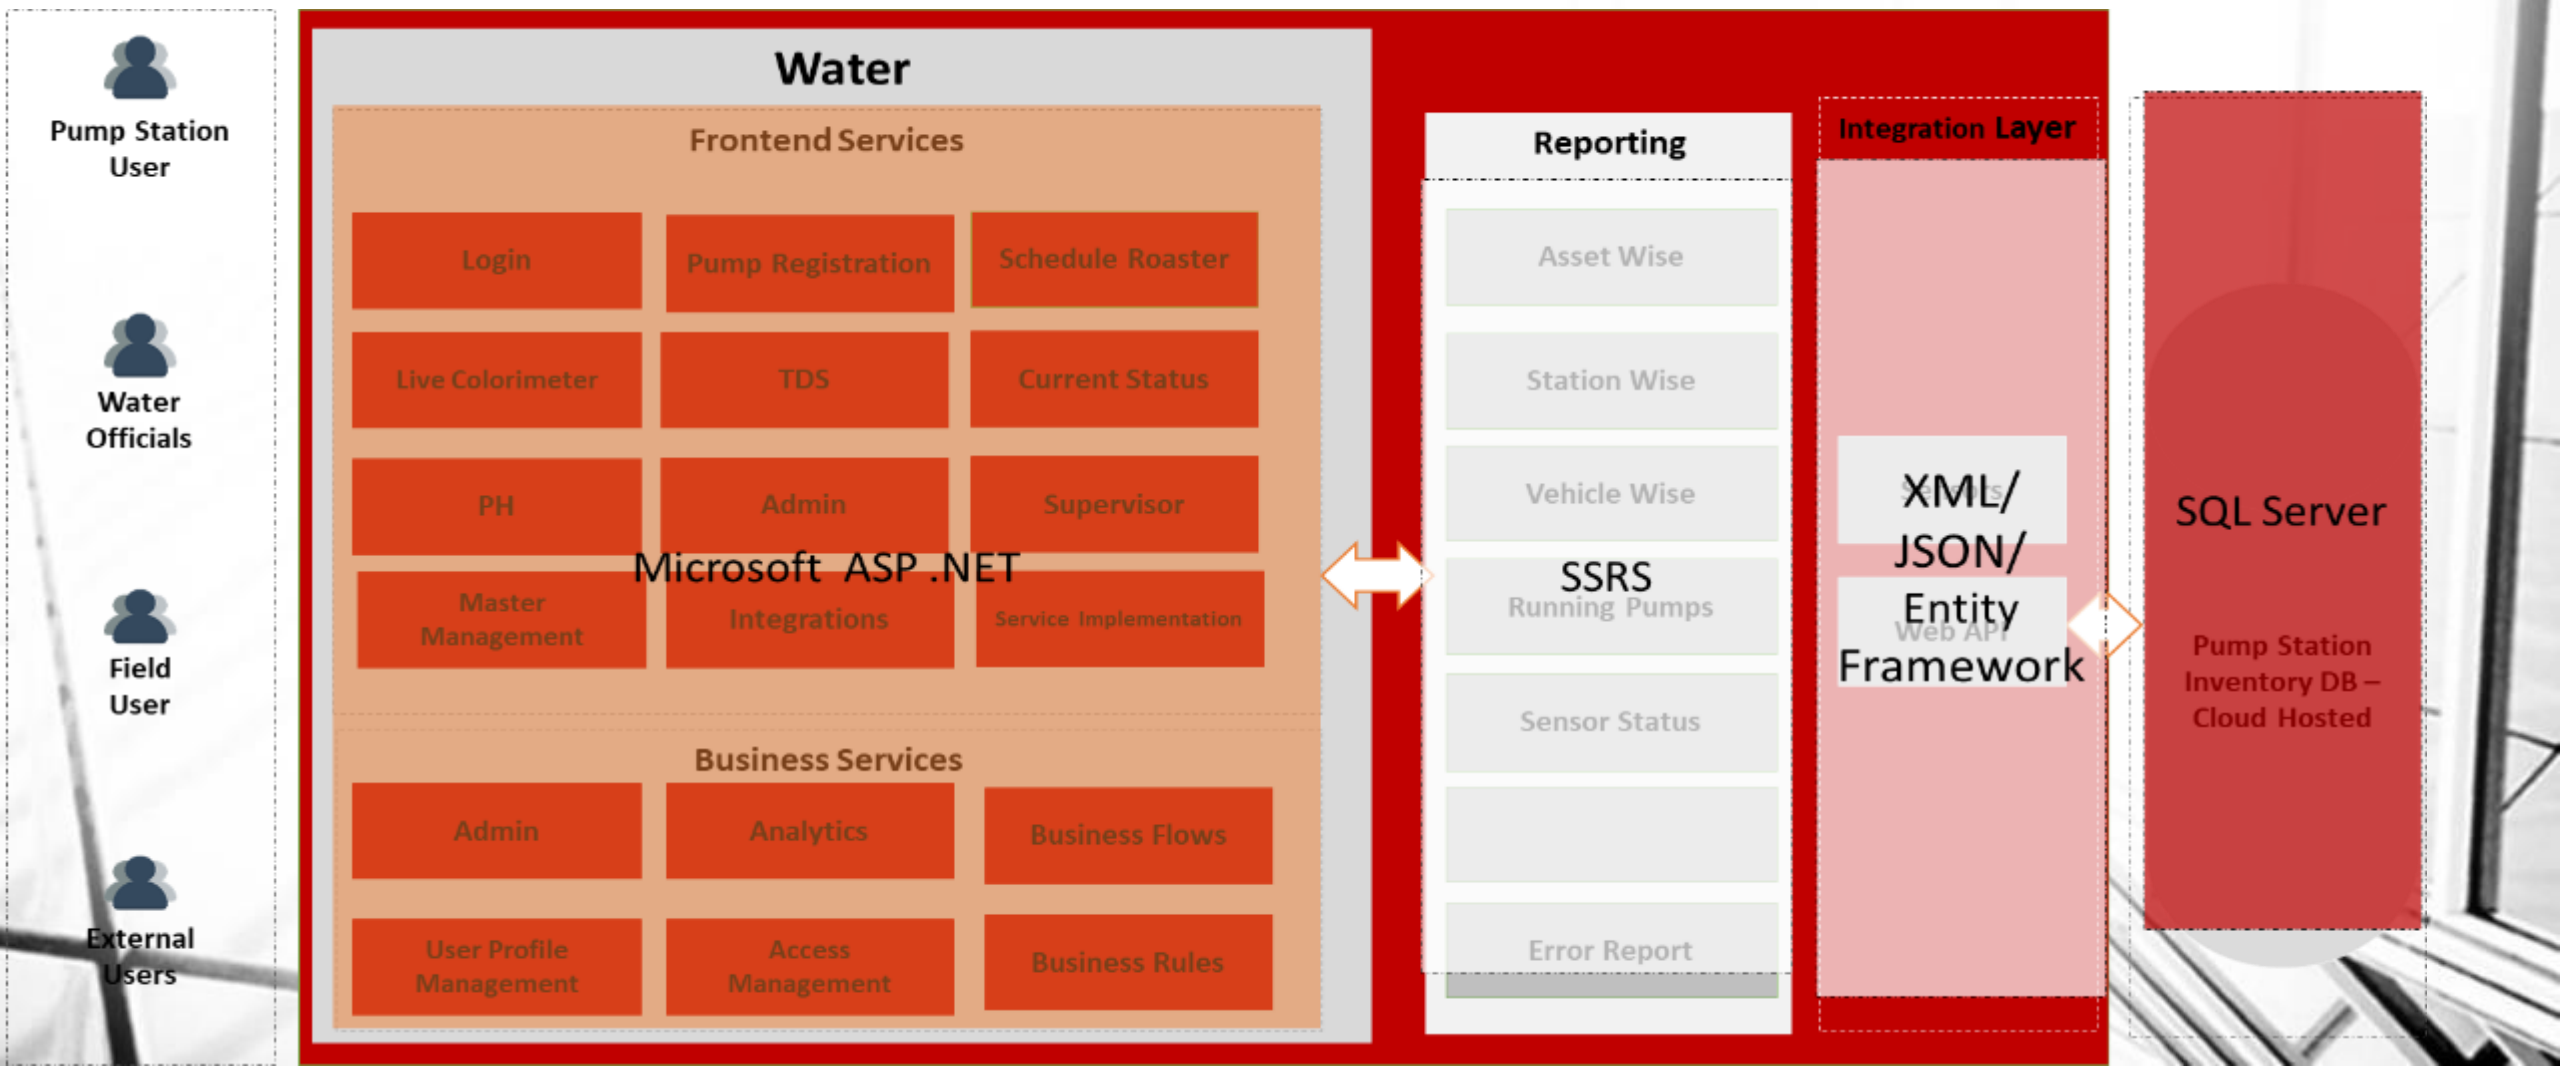 Pump Station
User
Water
Officials
Field
User
External
Users
Water
Frontend Services
Login
Pump Registration
Schedule Roaster
Live Colorimeter
TDS
Current Status
PH
Admin
Supervisor
Microsoft ASP .NET
Master
Management
Integrations
Service Implementation
Business Services
Admin
Analytics
Business Flows
User Profile
Management
Access
Management
Business Rules
Reporting
Asset Wise
Station Wise
Vehicle Wise
SSRS
Running Pumps
Sensor Status
Error Report
Integration Layer
Sensors
XML/
JSON/
Entity
Web API
Framework
SQL Server
Pump Station
Inventory DB –
Cloud Hosted